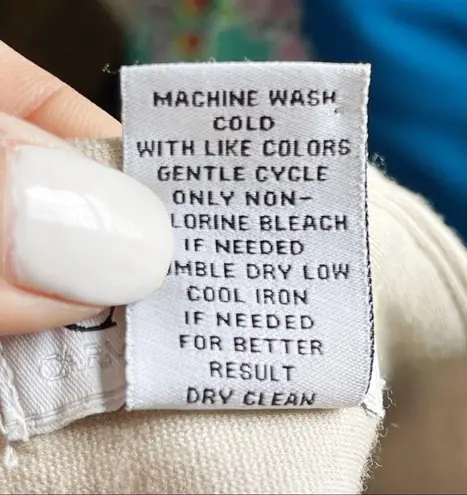 MACHINE WASH
COLD
WITH LIKE COLORS
GENTLE CYCLE
ONLY NON-
LORINE BLEACH
IF NEEDED
MBLE DRY LOW
COOL IRON
IF NEEDED
FOR BETTER
RESULT
DRY CLEAN